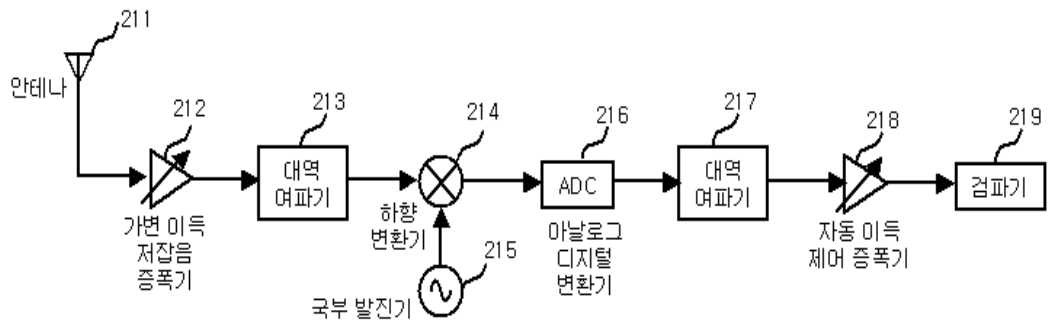 211
안테나
212
가변 이득
저잡음
증폭기
213
대역
여파기
214
하향
변환기
215
국부 발진기
216
ADC
아날로그
디지털
변환기
217
대역
여파기
218
자동 이득
제어 증폭기
219
검파기